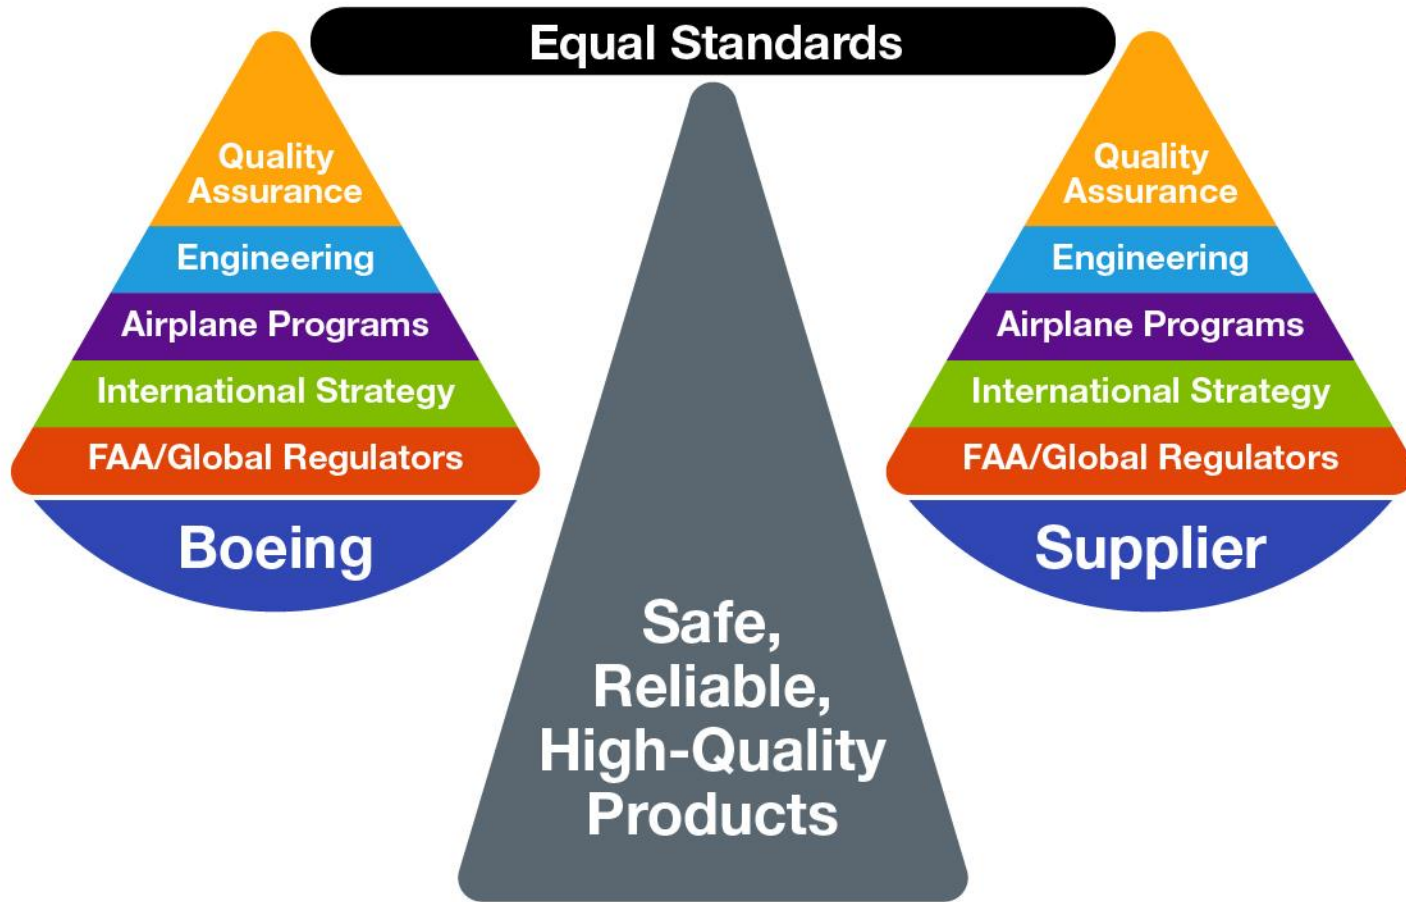 Equal Standards
Quality
Assurance
Engineering
Airplane Programs
International Strategy
FAA/Global Regulators
Boeing
Quality
Assurance
Engineering
Airplane Programs
International Strategy
FAA/Global Regulators
Supplier
Safe,
Reliable,
High-Quality
Products